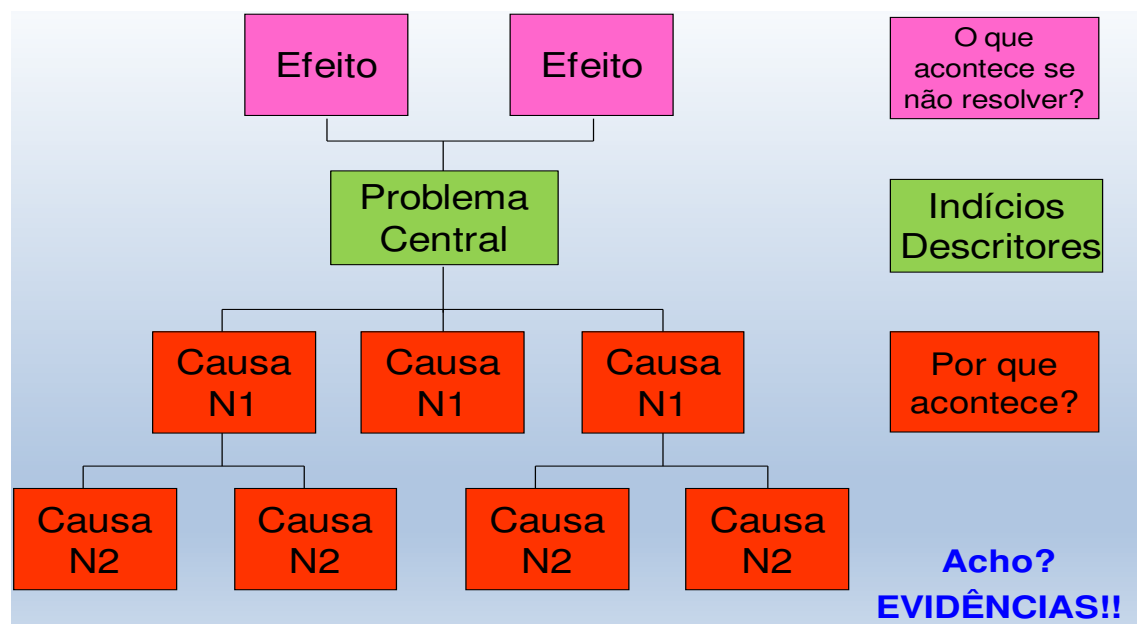 Efeito
Efeito
O que
acontece se
não resolver?
Problema
Central
Indícios
Descritores
Causa
N1
Causa
N1
Causa
N1
Por que
acontece?
Causa
N2
Causa
N2
Causa
N2
Causa
N2
Acho?
EVIDÊNCIAS!!